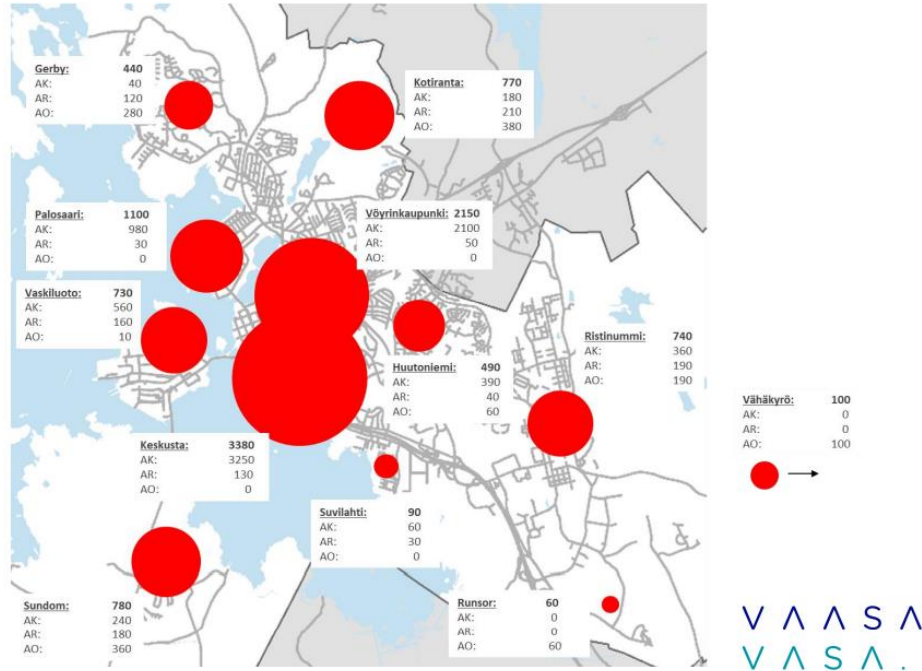 Gerby: 440
AK: 40
AR: 120
AO: 280
Kotiranta: 770
AK: 180
AR: 210
AO: 380
Palosaari: 1100
AK: 980
AR: 30
AO: 0
Vöyrinkaupunki: 2150
AK: 2100
AR: 50
AO: 0
Vaskiluoto: 730
AK: 560
AR: 160
AO: 10
Ristinummi: 740
AK: 360
AR: 190
AO: 190
Huutoniemi: 490
AK: 390
AR: 40
AO: 60
Vähäkyrö: 100
AK: 0
AR: 0
AO: 100
Keskusta: 3380
AK: 3250
AR: 130
AO: 0
Suvilahti: 90
AK: 60
AR: 30
AO: 0
Sundom: 780
AK: 240
AR: 180
AO: 360
Runsor: 60
AK: 0
AR: 0
AO: 60
VAASA
VASA.